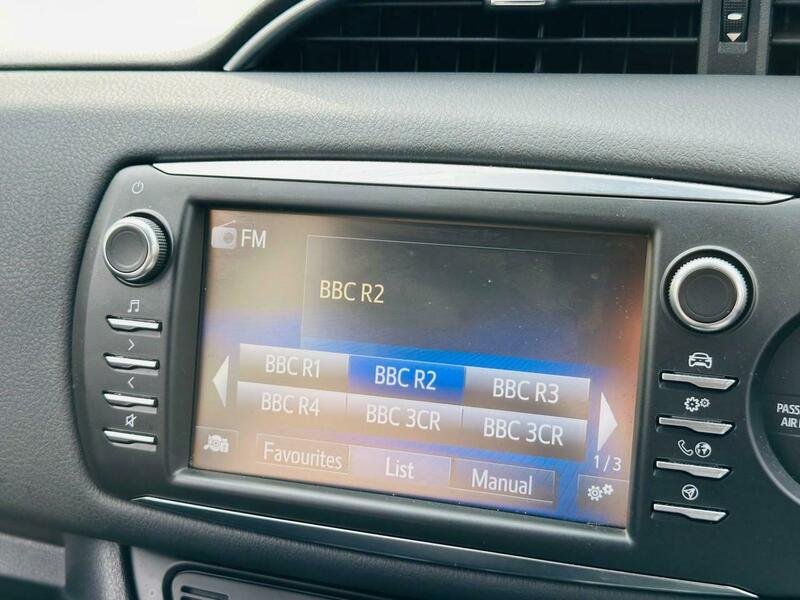 FM
BBC R2
BBC R1 BBC R2 BBC R3
BBC R4 BBC 3CR BBC 3CR
1/3
Favourites List Manual
PASS
AIR